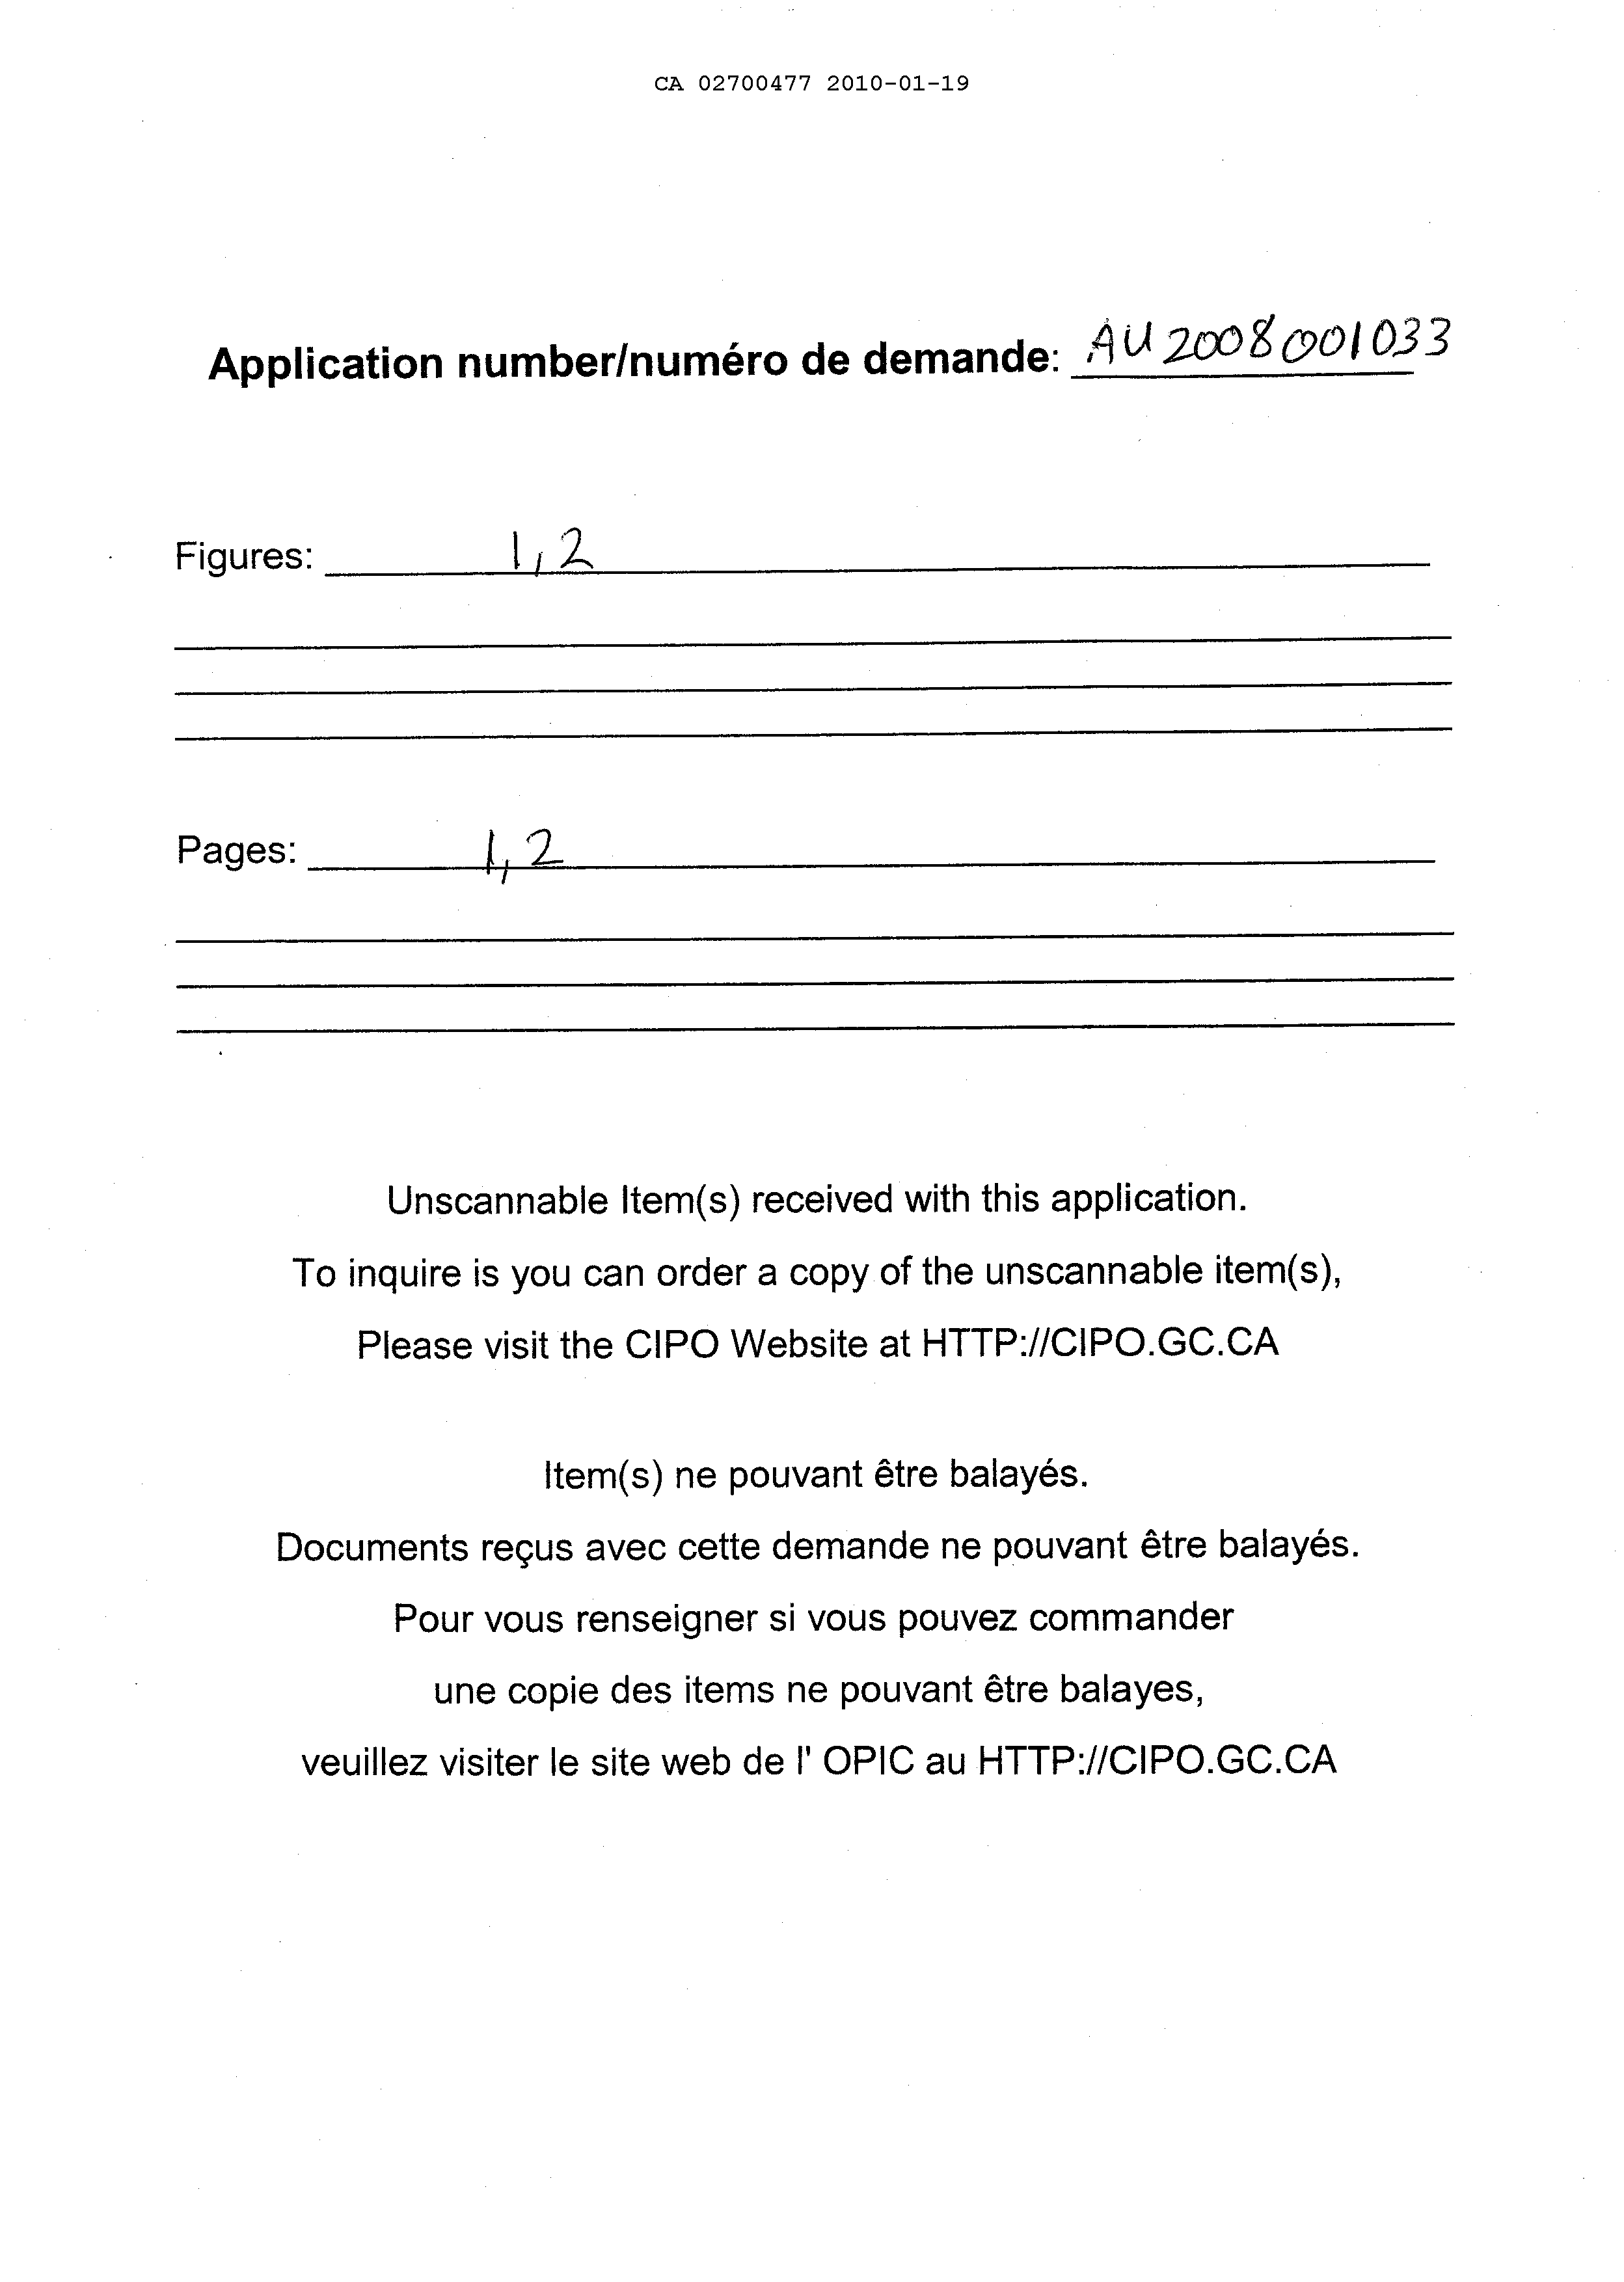 CA 02700477 2010-01-19
Application number/numéro de demande: AU2008001033
Figures: 1,2
Pages: 1,2
Unscannable Item(s) received with this application.
To inquire is you can order a copy of the unscannable item(s),
Please visit the CIPO Website at HTTP://CIPO.GC.CA
Item(s) ne pouvant être balayés.
Documents reçus avec cette demande ne pouvant être balayés.
Pour vous renseigner si vous pouvez commander
une copie des items ne pouvant être balayes,
veuillez visiter le site web de l' OPIC au HTTP://CIPO.GC.CA